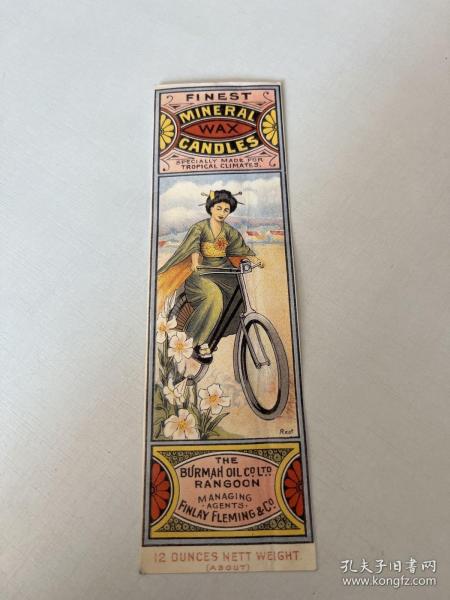 FINEST
MINERAL
WAX
CANDLES
SPECIALLY MADE FOR
TROPICAL CLIMATES.
THE
BURMAH OIL CO LTD
RANGOON
MANAGING
AGENTS
FINLAY FLEMING & CO
12 OUNCES NETT WEIGHT.
(ABOUT)
孔夫子旧书网
www.kongfz.com